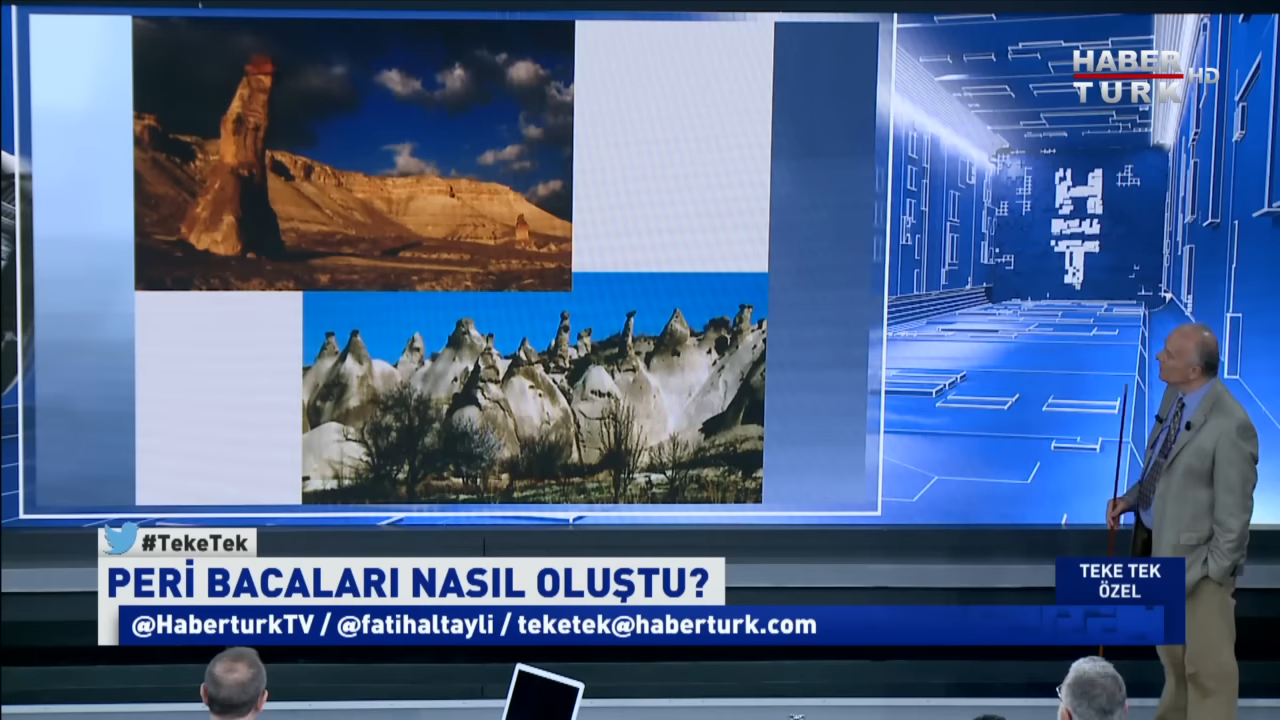 HABER
TURK HD
#TekeTek
PERİ BACALARI NASIL OLUŞTU?
@HaberturkTV / @fatihaltayli / teketek@haberturk.com
TEKE TEK
ÖZEL